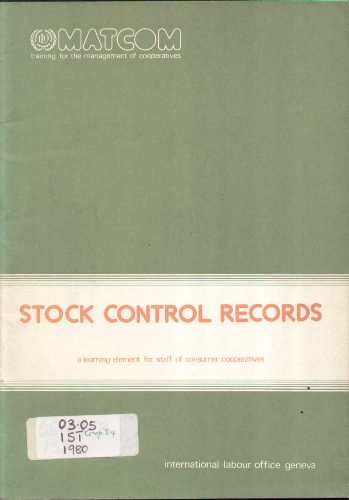 MATCOM
training for the management of cooperatives
STOCK CONTROL RECORDS
a learning element for staff of consumer cooperatives
03-05
1ST
1980
international labour office geneva